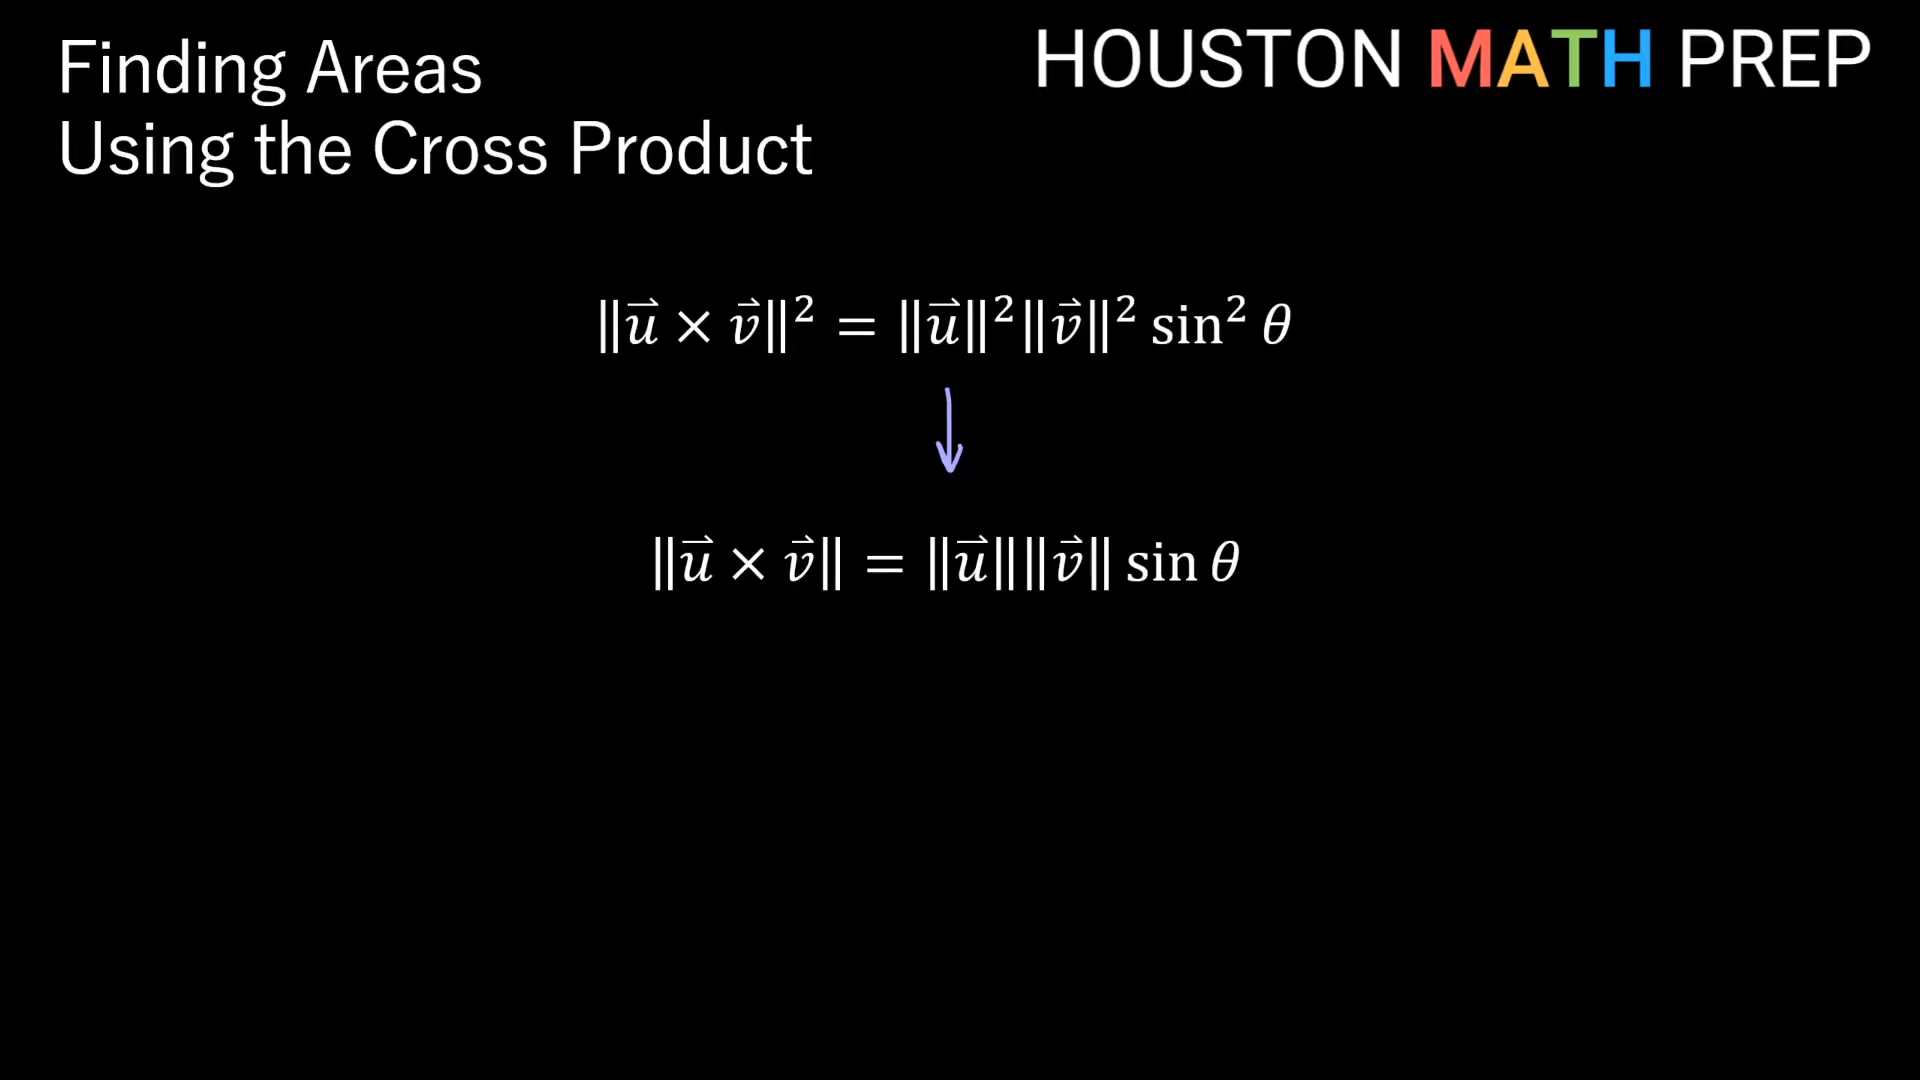 Finding Areas
Using the Cross Product
HOUSTON MATH PREP
‖u⃗ × v⃗‖² = ‖u⃗‖²‖v⃗‖² sin² θ
‖u⃗ × v⃗‖ = ‖u⃗‖‖v⃗‖ sin θ